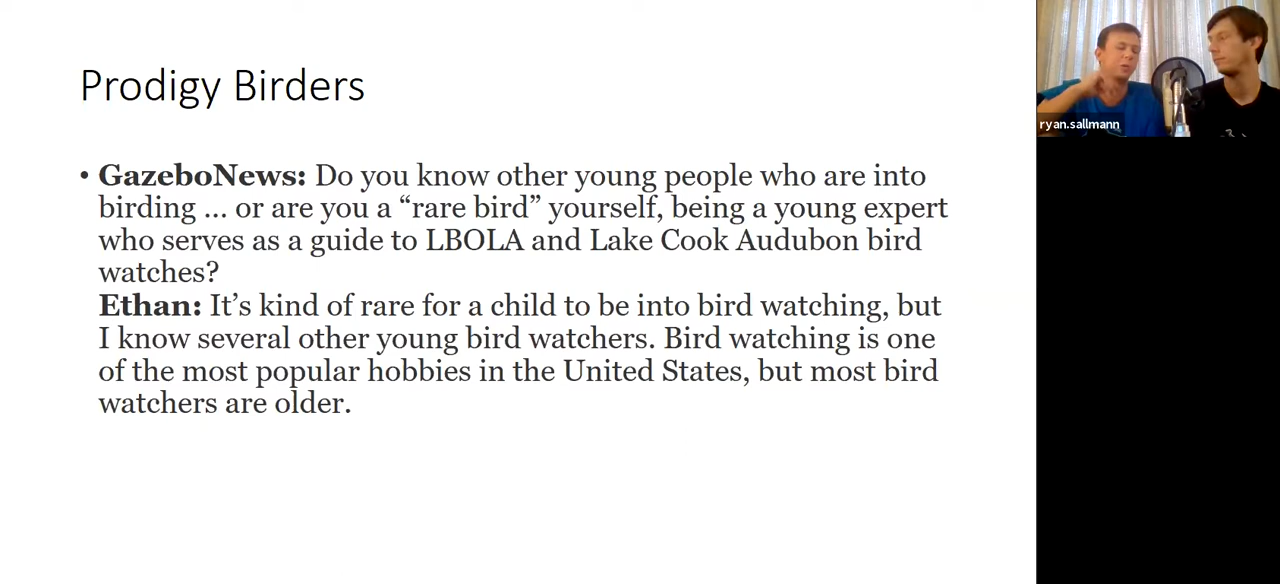 Prodigy Birders
• GazeboNews: Do you know other young people who are into
birding ... or are you a “rare bird” yourself, being a young expert
who serves as a guide to LBOLA and Lake Cook Audubon bird
watches?
Ethan: It’s kind of rare for a child to be into bird watching, but
I know several other young bird watchers. Bird watching is one
of the most popular hobbies in the United States, but most bird
watchers are older.
ryan.sallmann